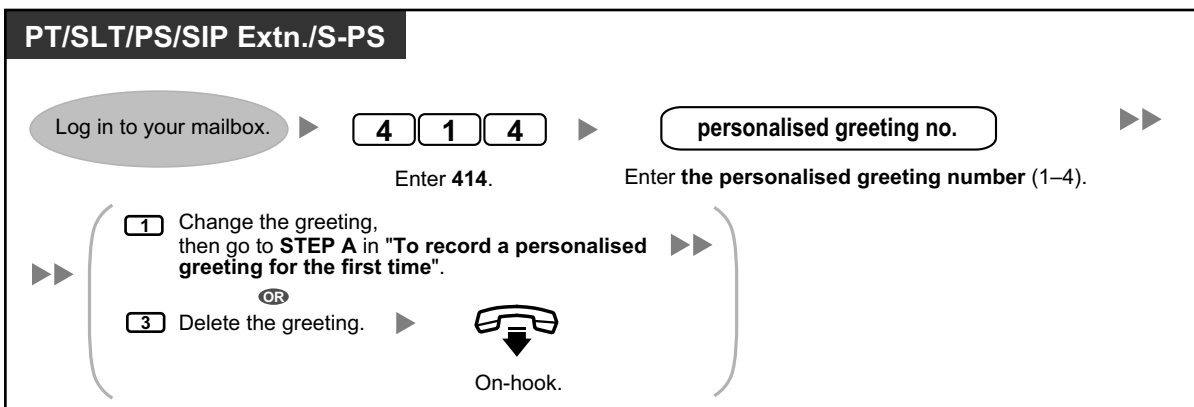 PT/SLT/PS/SIP Extn./S-PS
Log in to your mailbox.
4 1 4
personalised greeting no.
Enter 414.
Enter the personalised greeting number (1–4).
1 Change the greeting,
then go to STEP A in "To record a personalised
greeting for the first time".
OR
3 Delete the greeting.
On-hook.